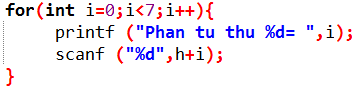 for(int i=0;i<7;i++){
printf ("Phan tu thu %d= ",i);
scanf ("%d",h+i);
}